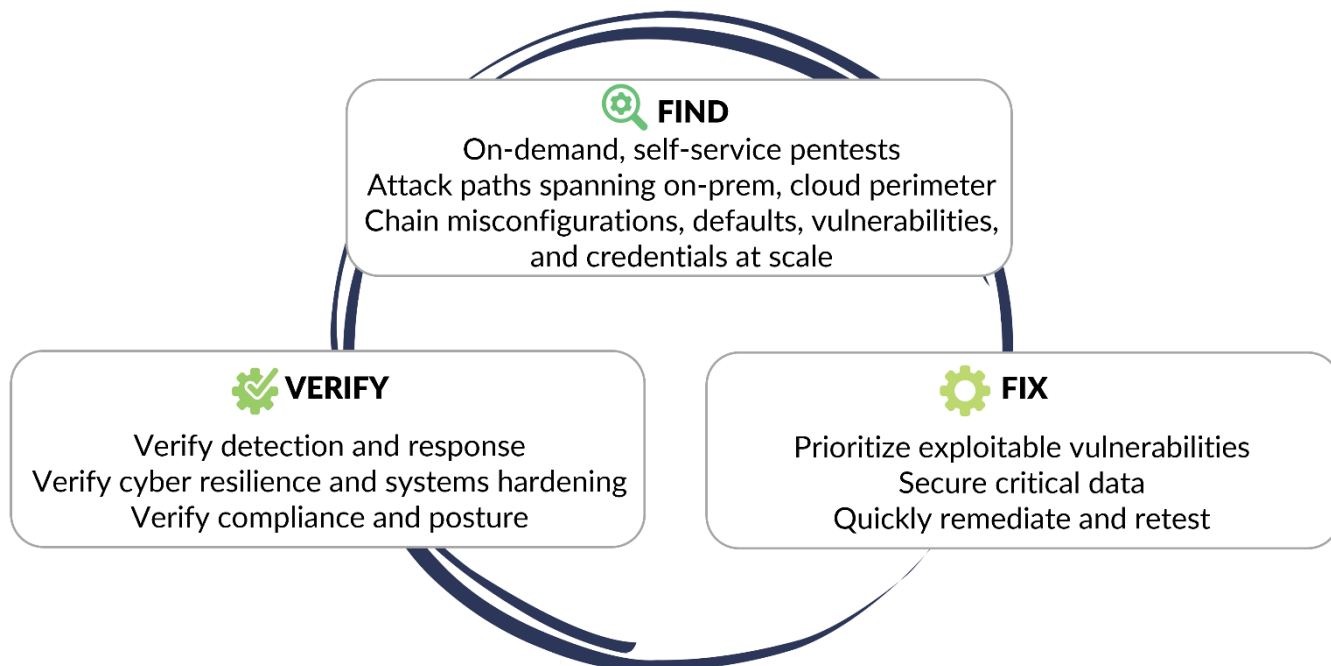 FIND
On-demand, self-service pentests
Attack paths spanning on-prem, cloud perimeter
Chain misconfigurations, defaults, vulnerabilities,
and credentials at scale
VERIFY
Verify detection and response
Verify cyber resilience and systems hardening
Verify compliance and posture
FIX
Prioritize exploitable vulnerabilities
Secure critical data
Quickly remediate and retest